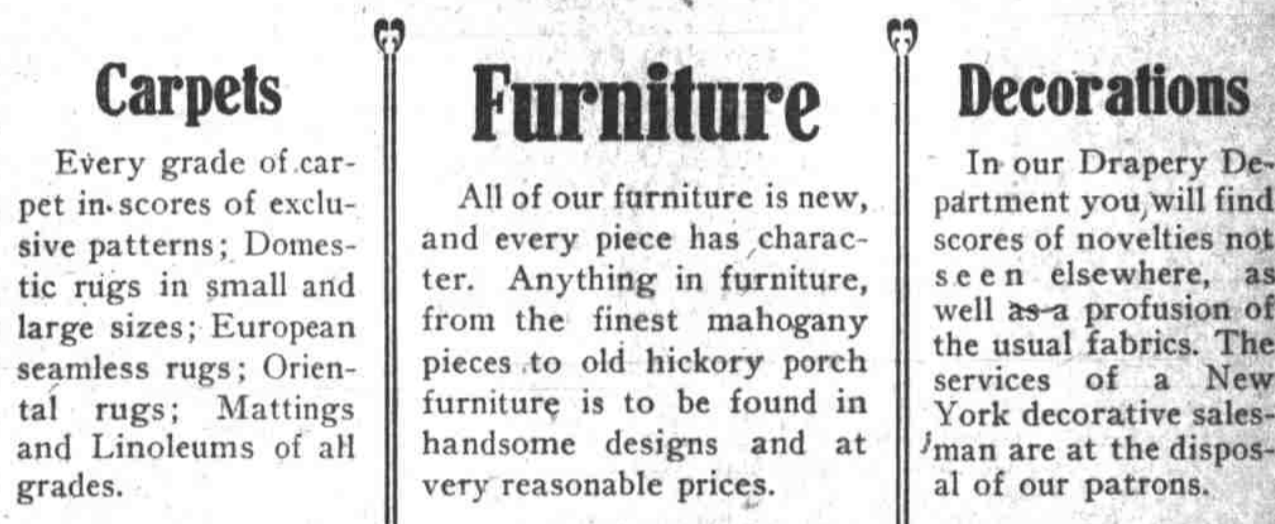 Carpets
Every grade of car-
pet in scores of exclu-
sive patterns; Domes-
tic rugs in small and
large sizes; European
seamless rugs; Orien-
tal rugs; Mattings
and Linoleums of all
grades.
Furniture
All of our furniture is new,
and every piece has charac-
ter. Anything in furniture,
from the finest mahogany
pieces to old hickory porch
furniture is to be found in
handsome designs and at
very reasonable prices.
Decorations
In our Drapery De-
partment you will find
scores of novelties not
seen elsewhere, as
well as a profusion of
the usual fabrics. The
services of a New
York decorative sales-
man are at the dispos-
al of our patrons.